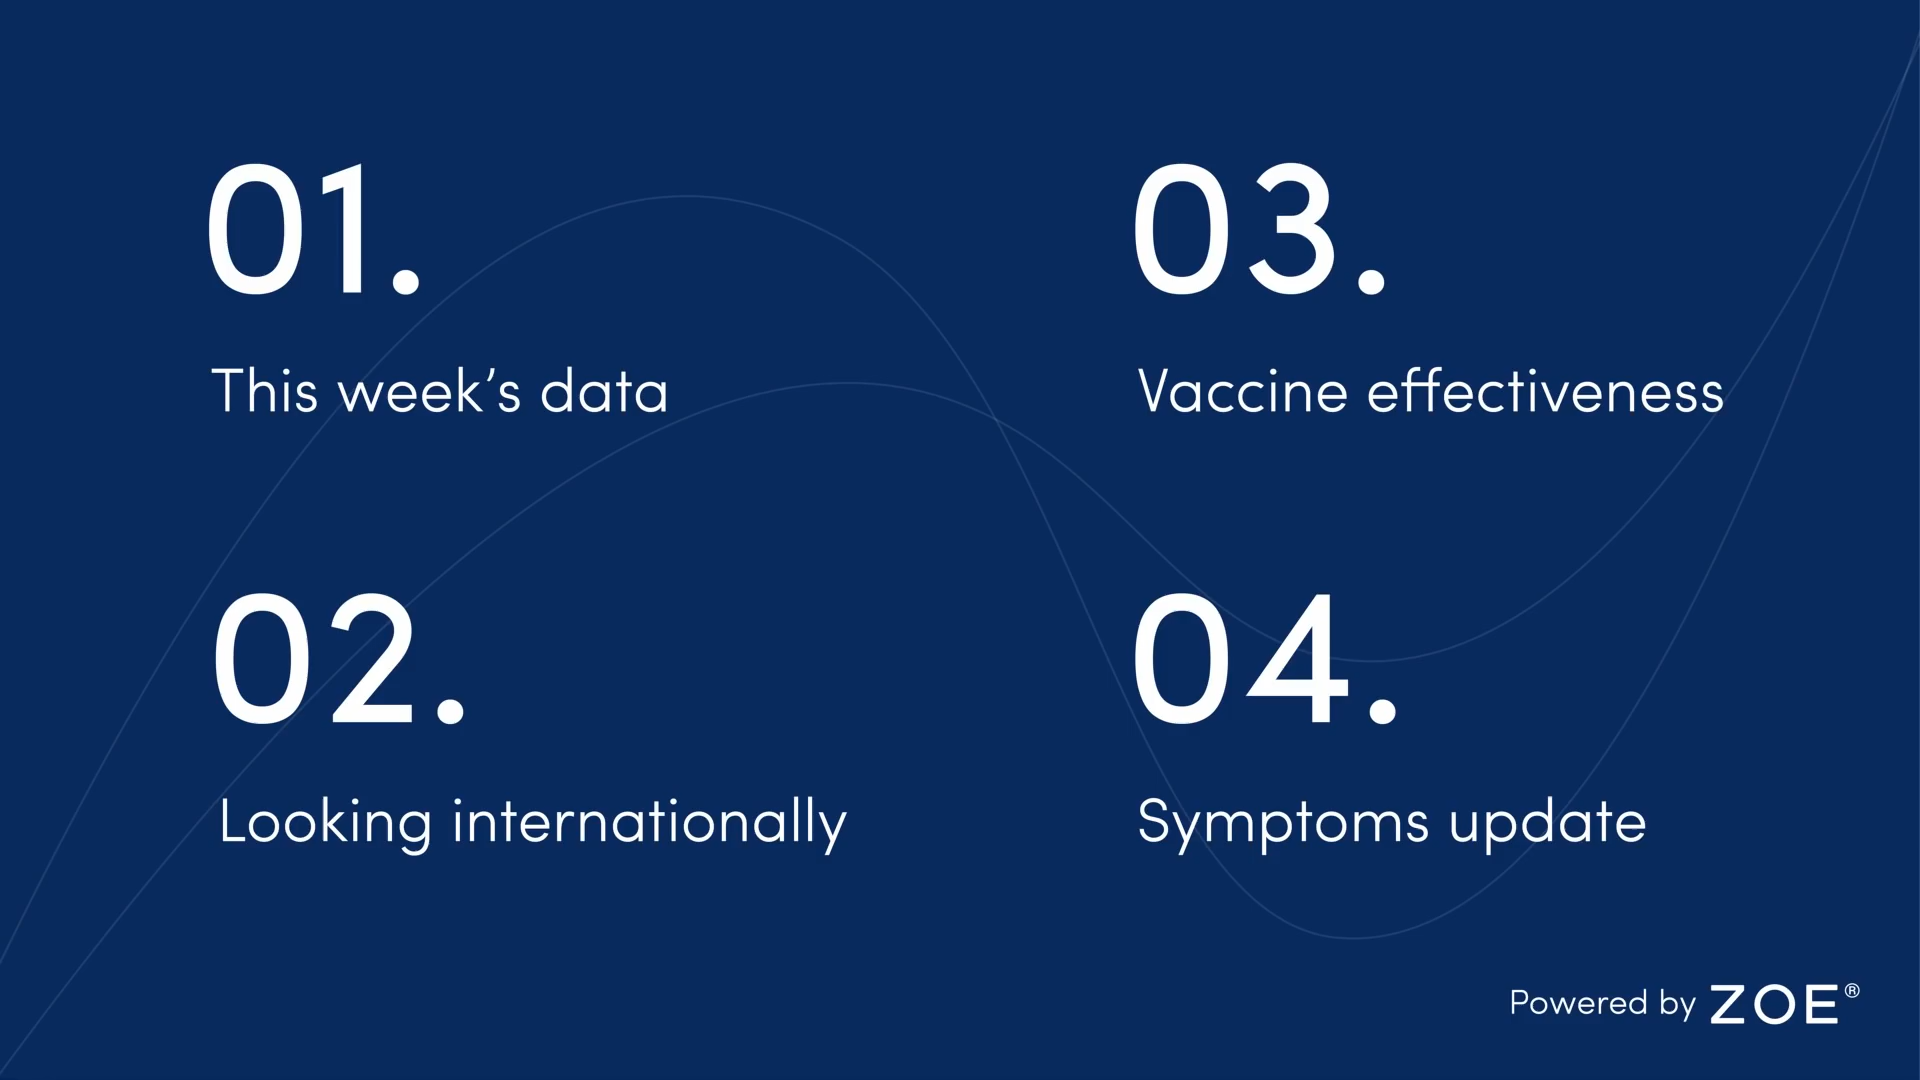 01.
This week’s data
02.
Looking internationally
03.
Vaccine effectiveness
04.
Symptoms update
Powered by ZOE®